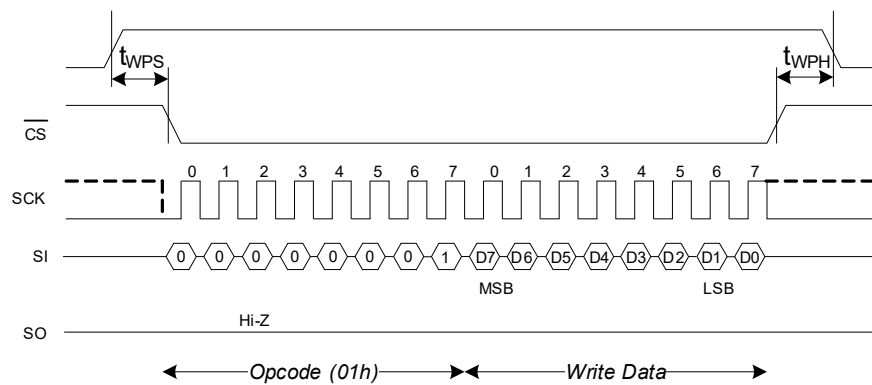 tWPS tWPH
CS
0 1 2 3 4 5 6 7 0 1 2 3 4 5 6 7
SCK
SI 0 0 0 0 0 0 0 1 D7 D6 D5 D4 D3 D2 D1 D0
MSB LSB
Hi-Z
SO
Opcode (01h) Write Data